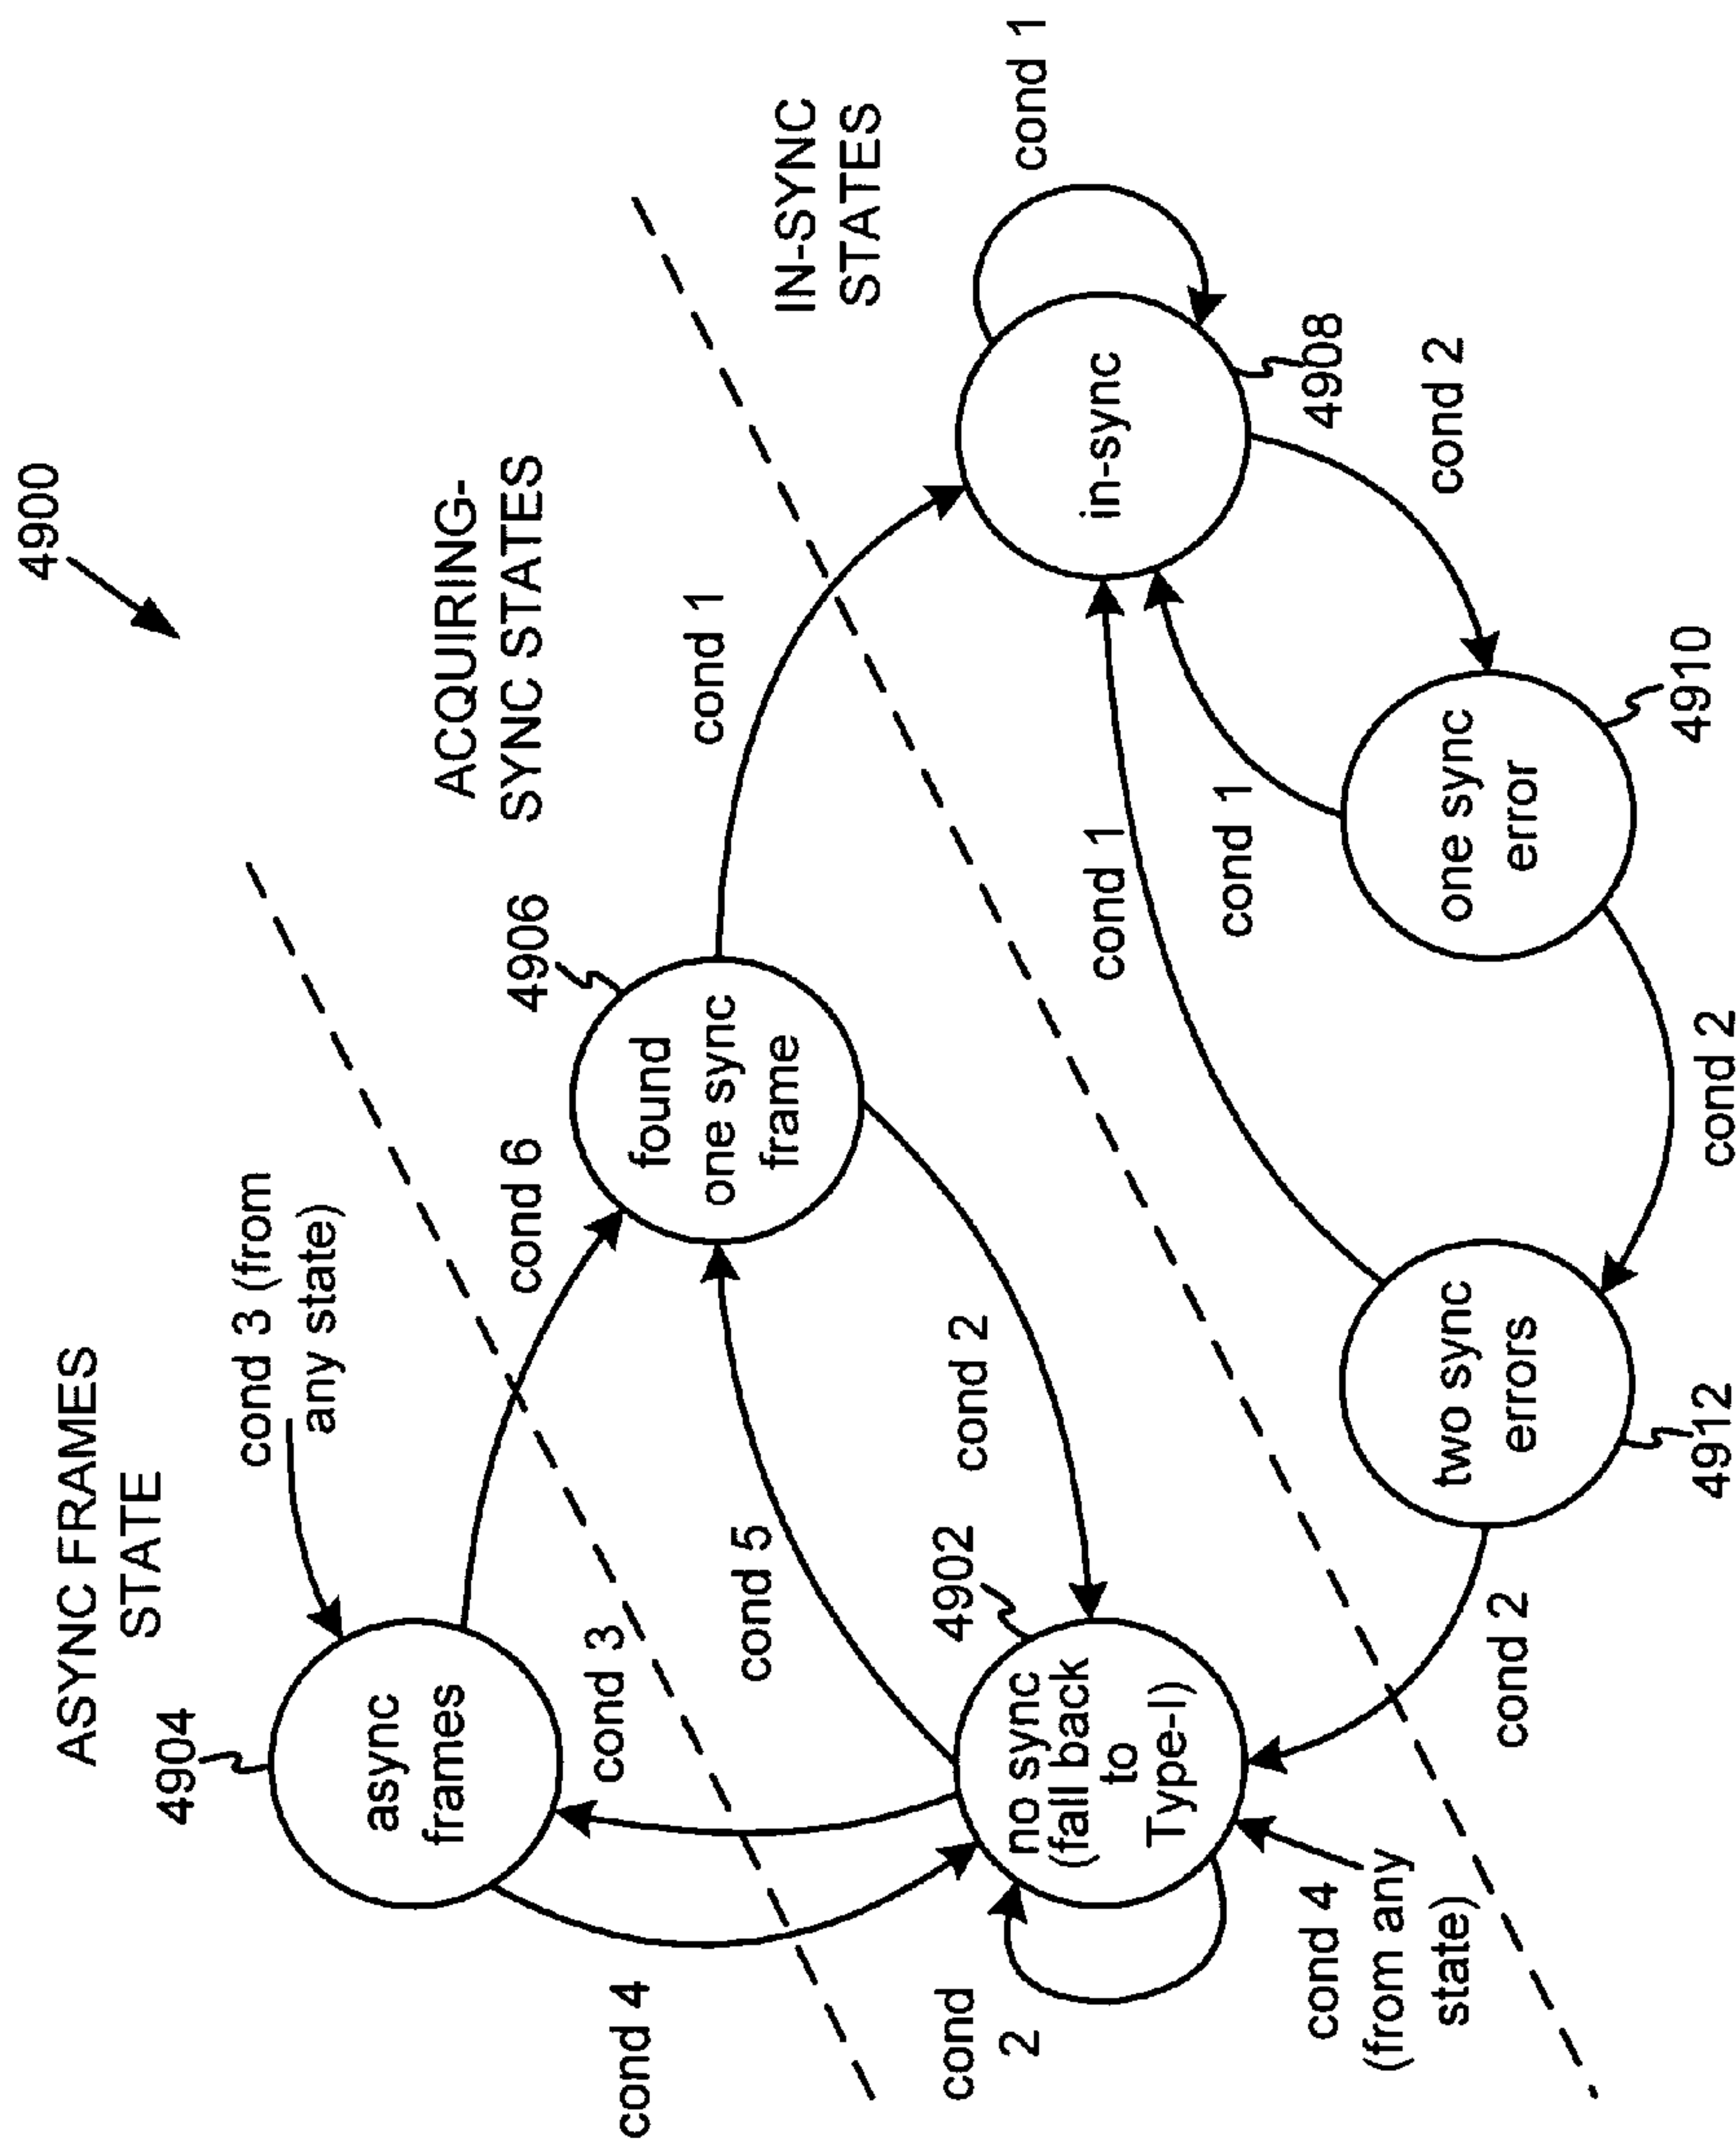 4900
ASYNC FRAMES
STATE
4904
async
frames
cond 3 (from
any state)
cond 6
ACQUIRING-
SYNC STATES
4906
found
one sync
frame
cond 1
IN-SYNC
STATES
cond 3
cond 4
cond 5
cond 2
4902
no sync
(fall back
to
Type-I)
cond
2
cond 4
(from any
state)
in-sync
cond 1
4908
cond 2
cond 1
cond 1
one sync
error
4910
cond 2
two sync
errors
4912
cond 2